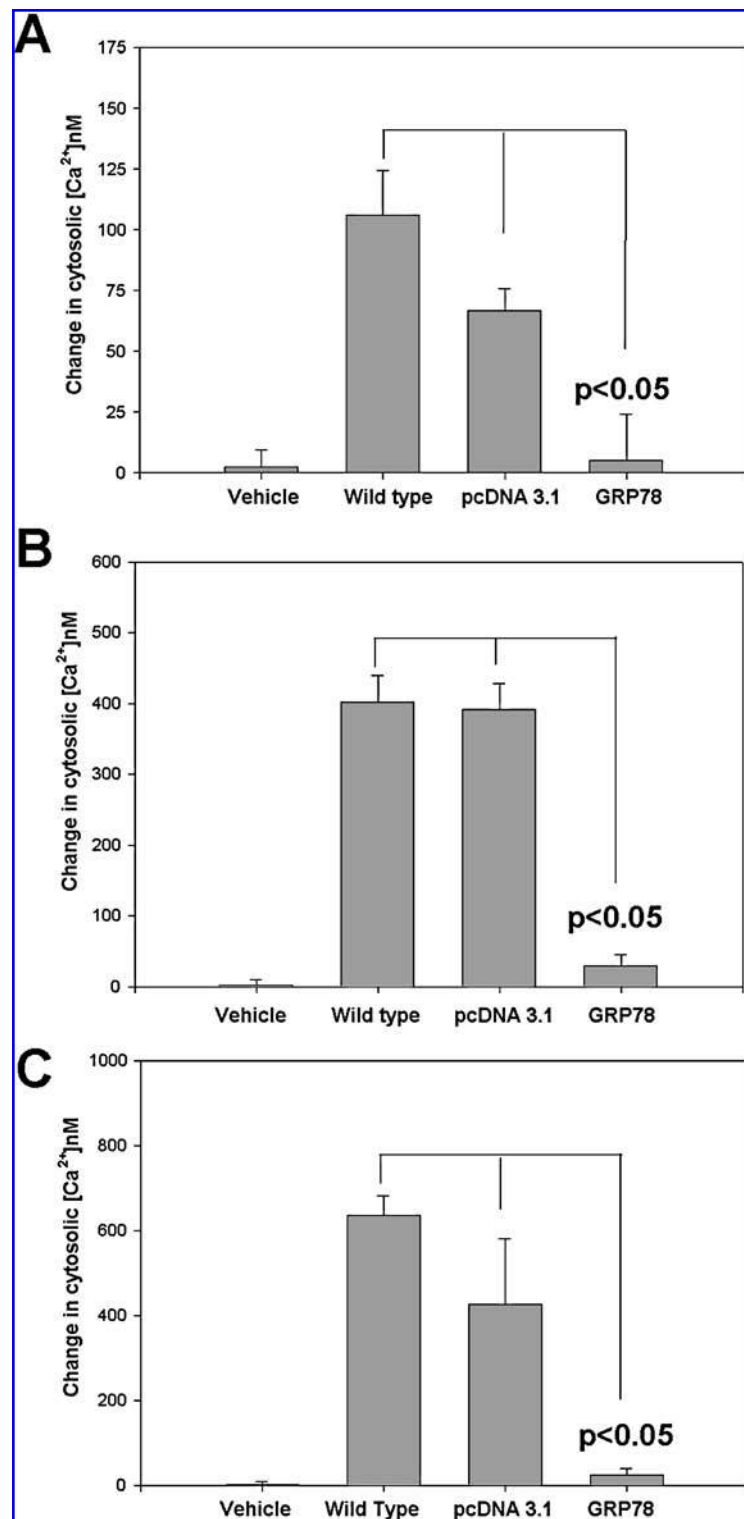 A
Change in cytosolic [Ca²⁺]nM
175
150
125
100
75
50
25
0
p<0.05
Vehicle Wild type pcDNA 3.1 GRP78
B
Change in cytosolic [Ca²⁺]nM
600
500
400
300
200
100
0
p<0.05
Vehicle Wild type pcDNA 3.1 GRP78
C
Change in cytosolic [Ca²⁺]nM
1000
800
600
400
200
0
p<0.05
Vehicle Wild Type pcDNA 3.1 GRP78